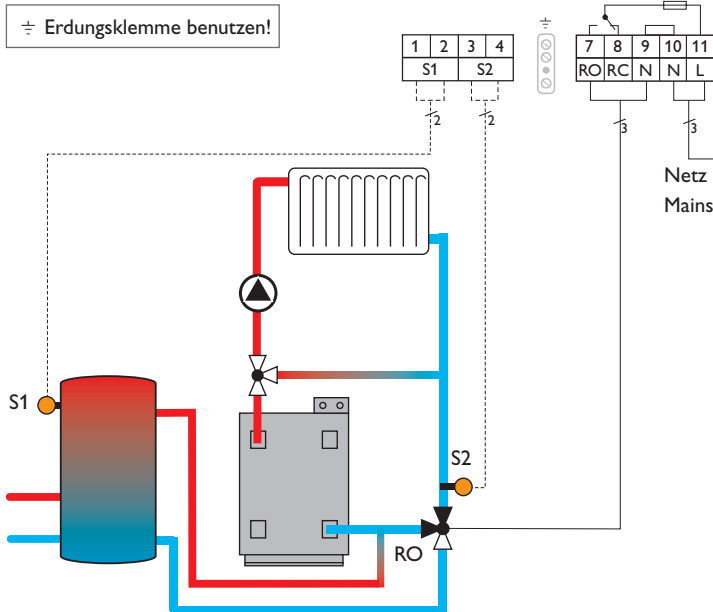 ⏚ Erdungsklemme benutzen!
1 2 3 4
S1 S2
2 2
⏚
7 8 9 10 11
RO RC N N L
3 3
Netz
Mains
S1
S2
RO